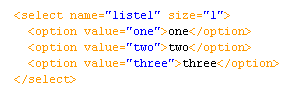 <select name="liste1" size="1">
<option value="one">one</option>
<option value="two">two</option>
<option value="three">three</option>
</select>